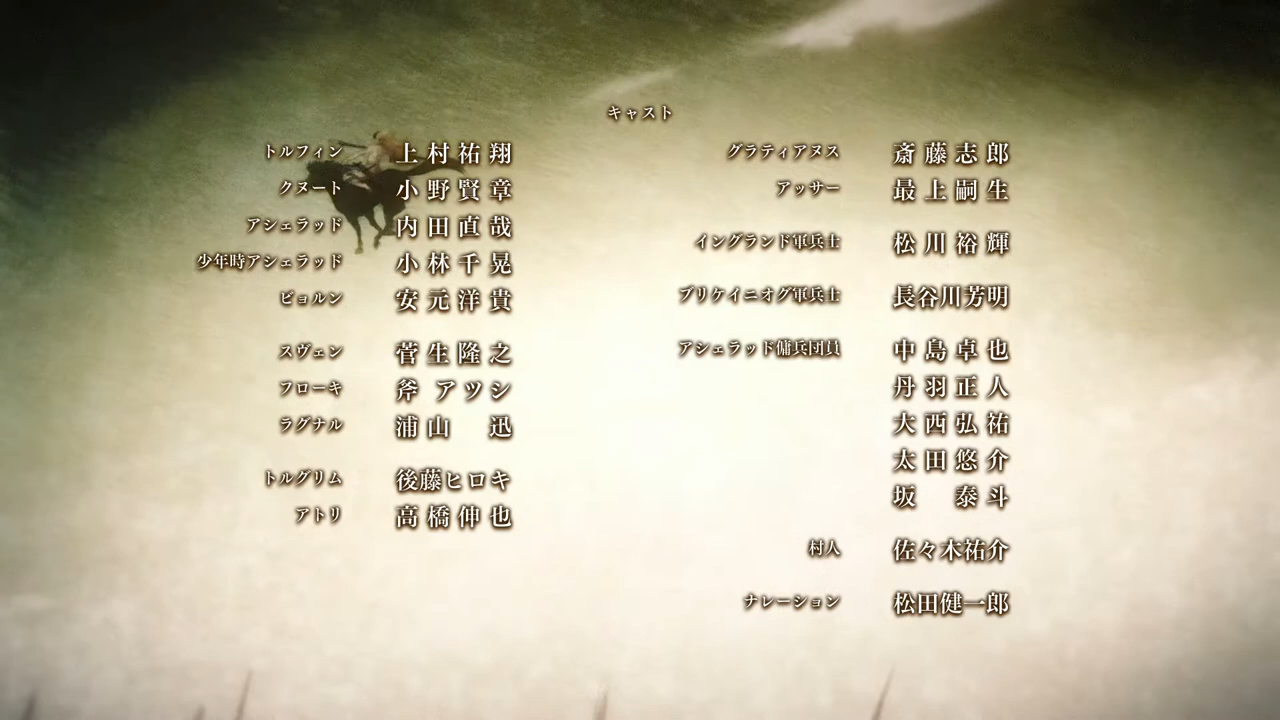 キャスト
トルフィン 上村祐翔
クヌート 小野賢章
アシェラッド 内田直哉
少年時アシェラッド 小林千晃
ビョルン 安元洋貴
スヴェン 菅生隆之
フローキ 斧 アツシ
ラグナル 浦山 迅
トルグリム 後藤ヒロキ
アトリ 高橋伸也
グラティアヌス 斎藤志郎
アッサー 最上嗣生
イングランド軍兵士 松川裕輝
ブリケイニオグ軍兵士 長谷川芳明
アシェラッド傭兵団員 中島卓也
丹羽正人
大西弘祐
太田悠介
坂 泰斗
村人 佐々木祐介
ナレーション 松田健一郎